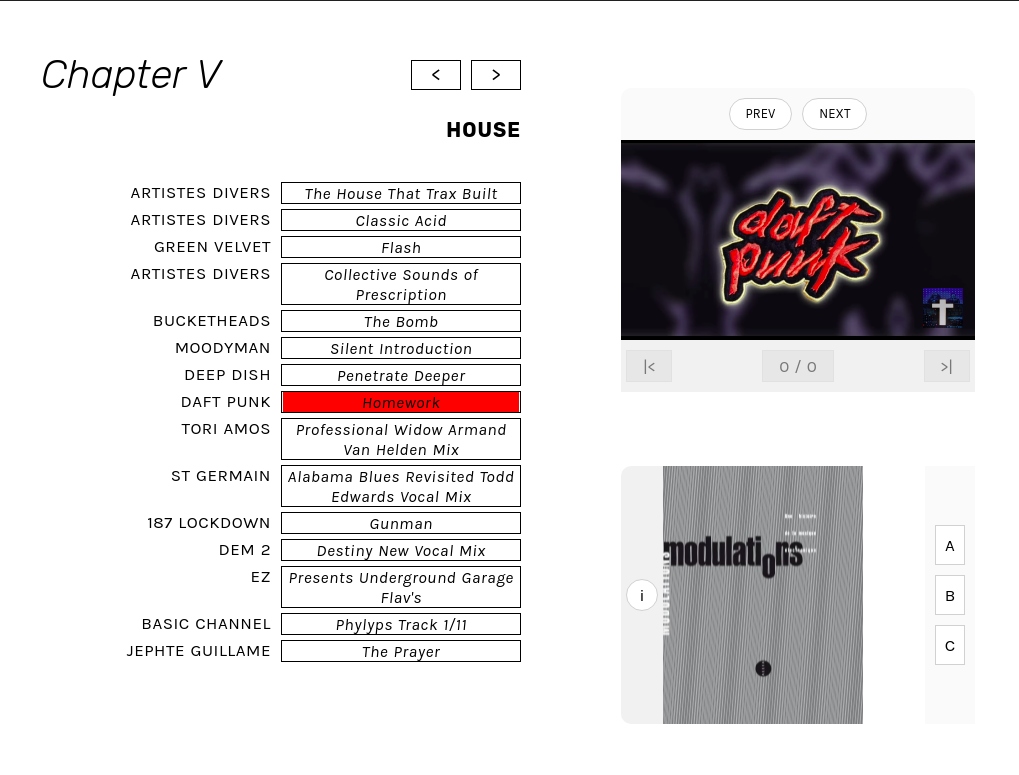 Chapter V
< >
HOUSE
ARTISTES DIVERS The House That Trax Built
ARTISTES DIVERS Classic Acid
GREEN VELVET Flash
ARTISTES DIVERS Collective Sounds of
Prescription
BUCKETHEADS The Bomb
MOODYMAN Silent Introduction
DEEP DISH Penetrate Deeper
DAFT PUNK Homework
TORI AMOS Professional Widow Armand
Van Helden Mix
ST GERMAIN Alabama Blues Revisited Todd
Edwards Vocal Mix
187 LOCKDOWN Gunman
DEM 2 Destiny New Vocal Mix
EZ Presents Underground Garage
Flav's
BASIC CHANNEL Phylyps Track 1/11
JEPHTE GUILLAME The Prayer
PREV NEXT
daft
punk
|< 0 / 0 >|
modulations
MODULATIONS
i
A
B
C